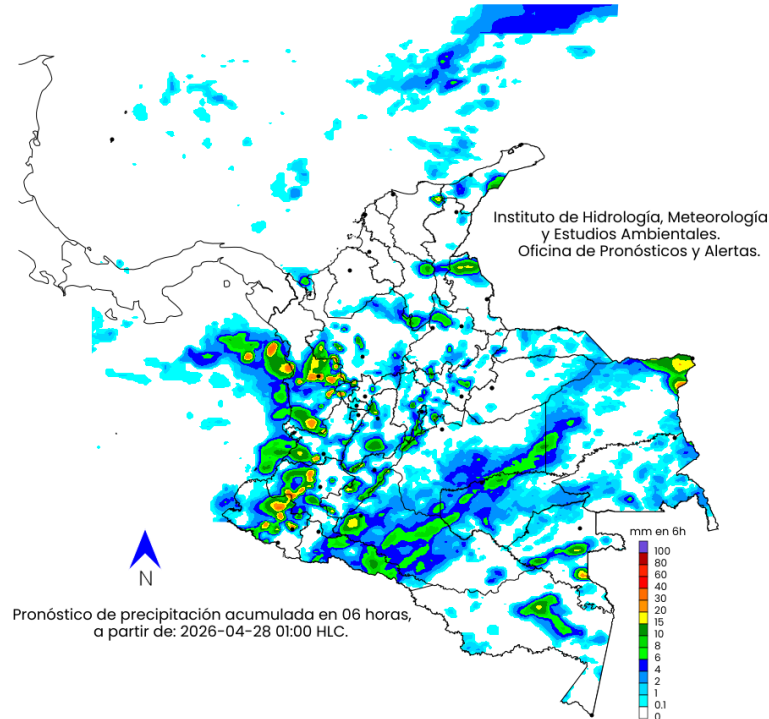 Instituto de Hidrología, Meteorología
y Estudios Ambientales.
Oficina de Pronósticos y Alertas.
N
Pronóstico de precipitación acumulada en 06 horas,
a partir de: 2026-04-28 01:00 HLC.
mm en 6h
100
80
60
40
30
20
15
10
8
6
4
2
1
0.1
0